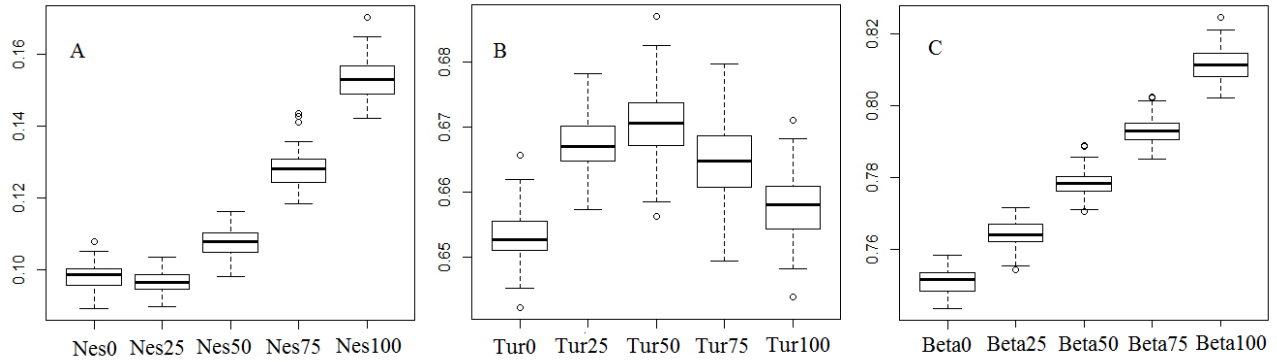 A
0.16
0.14
0.12
0.10
Nes0 Nes25 Nes50 Nes75 Nes100
B
0.68
0.67
0.66
0.65
Tur0 Tur25 Tur50 Tur75 Tur100
C
0.82
0.80
0.78
0.76
Beta0 Beta25 Beta50 Beta75 Beta100